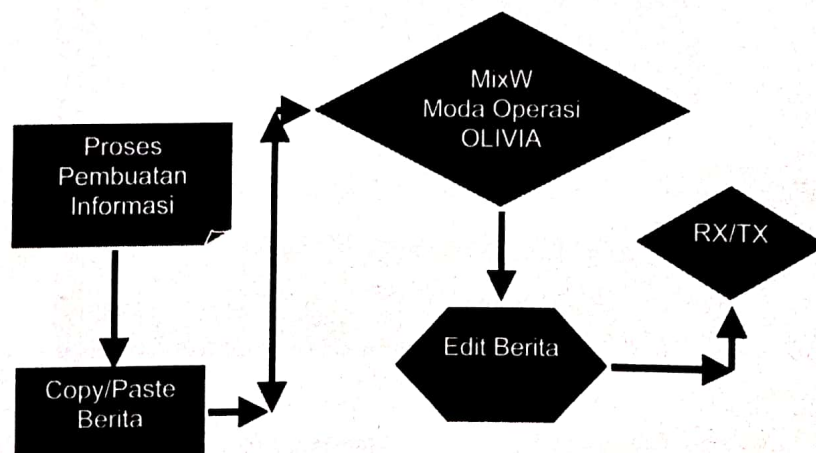 Proses
Pembuatan
Informasi
Copy/Paste
Berita
MixW
Moda Operasi
OLIVIA
Edit Berita
RX/TX